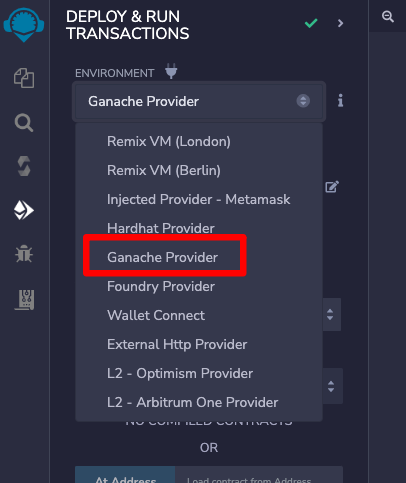 DEPLOY & RUN
TRANSACTIONS
ENVIRONMENT
Ganache Provider
Remix VM (London)
Remix VM (Berlin)
Injected Provider - Metamask
Hardhat Provider
Ganache Provider
Foundry Provider
Wallet Connect
External Http Provider
L2 - Optimism Provider
L2 - Arbitrum One Provider
NO COMPILED CONTRACTS
OR
At Address
Load contract from Address